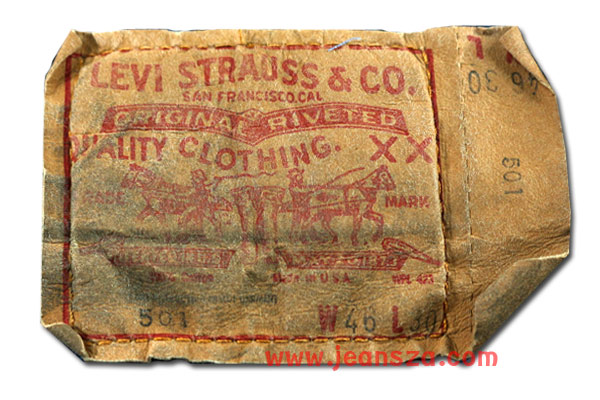 LEVI STRAUSS & CO.
SAN FRANCISCO, CAL.
ORIGINAL RIVETED
QUALITY CLOTHING. XX
TRADE MARK
MADE IN U.S.A.
501 W46 L30
L
46 30
501
www.jeansza.com